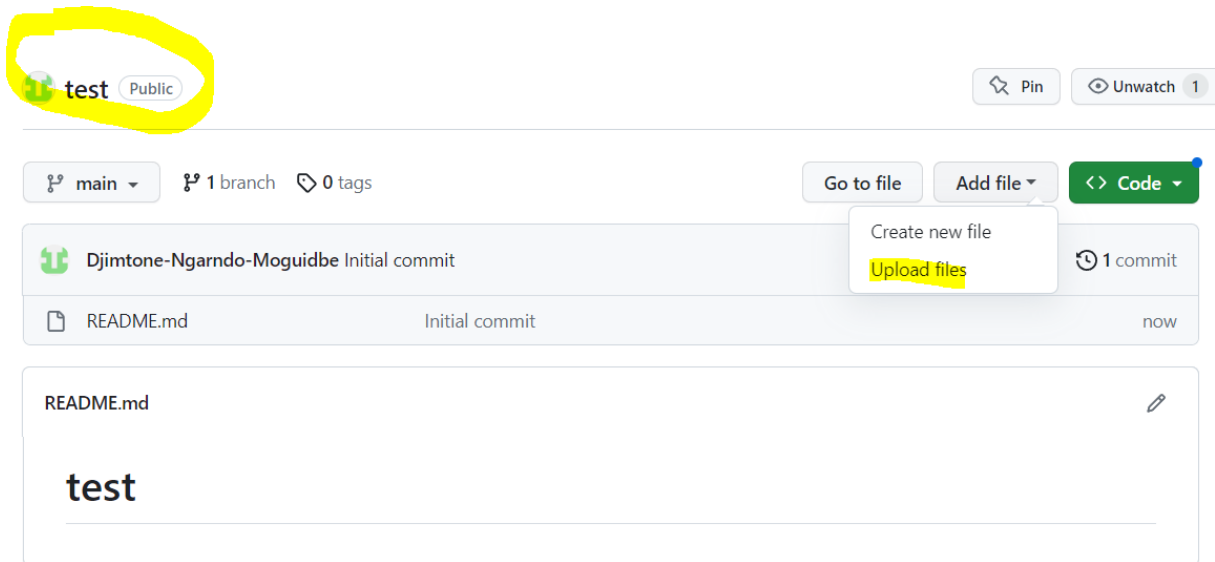 test Public Pin Unwatch 1
main 1 branch 0 tags Go to file Add file Code
Create new file
Djimtone-Ngarndo-Moguidbe Initial commit 1 commit
Upload files
README.md Initial commit now
README.md
test